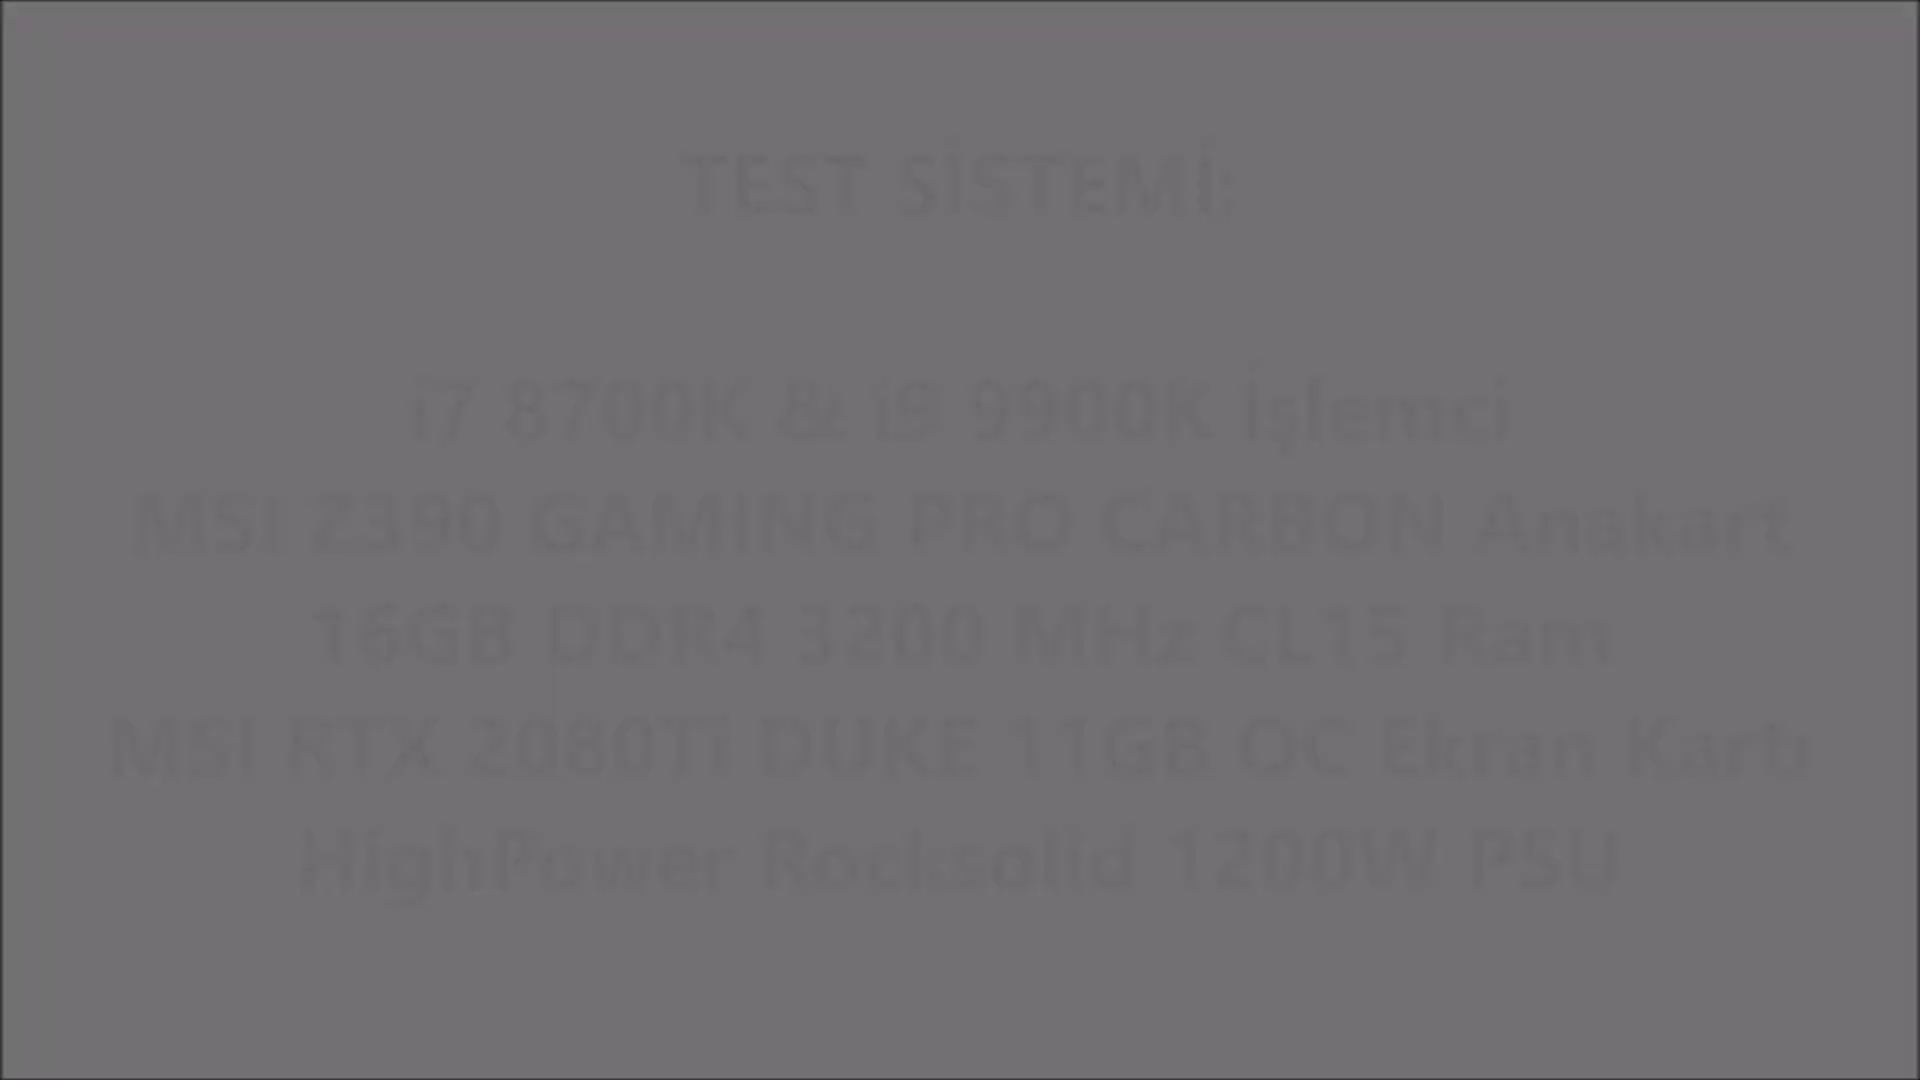 TEST SİSTEMİ:
i7 8700K & i9 9900K İşlemci
MSI Z390 GAMING PRO CARBON Anakart
16GB DDR4 3200 MHz CL15 Ram
MSI RTX 2080Ti DUKE 11GB OC Ekran Kartı
HighPower Rocksolid 1200W PSU